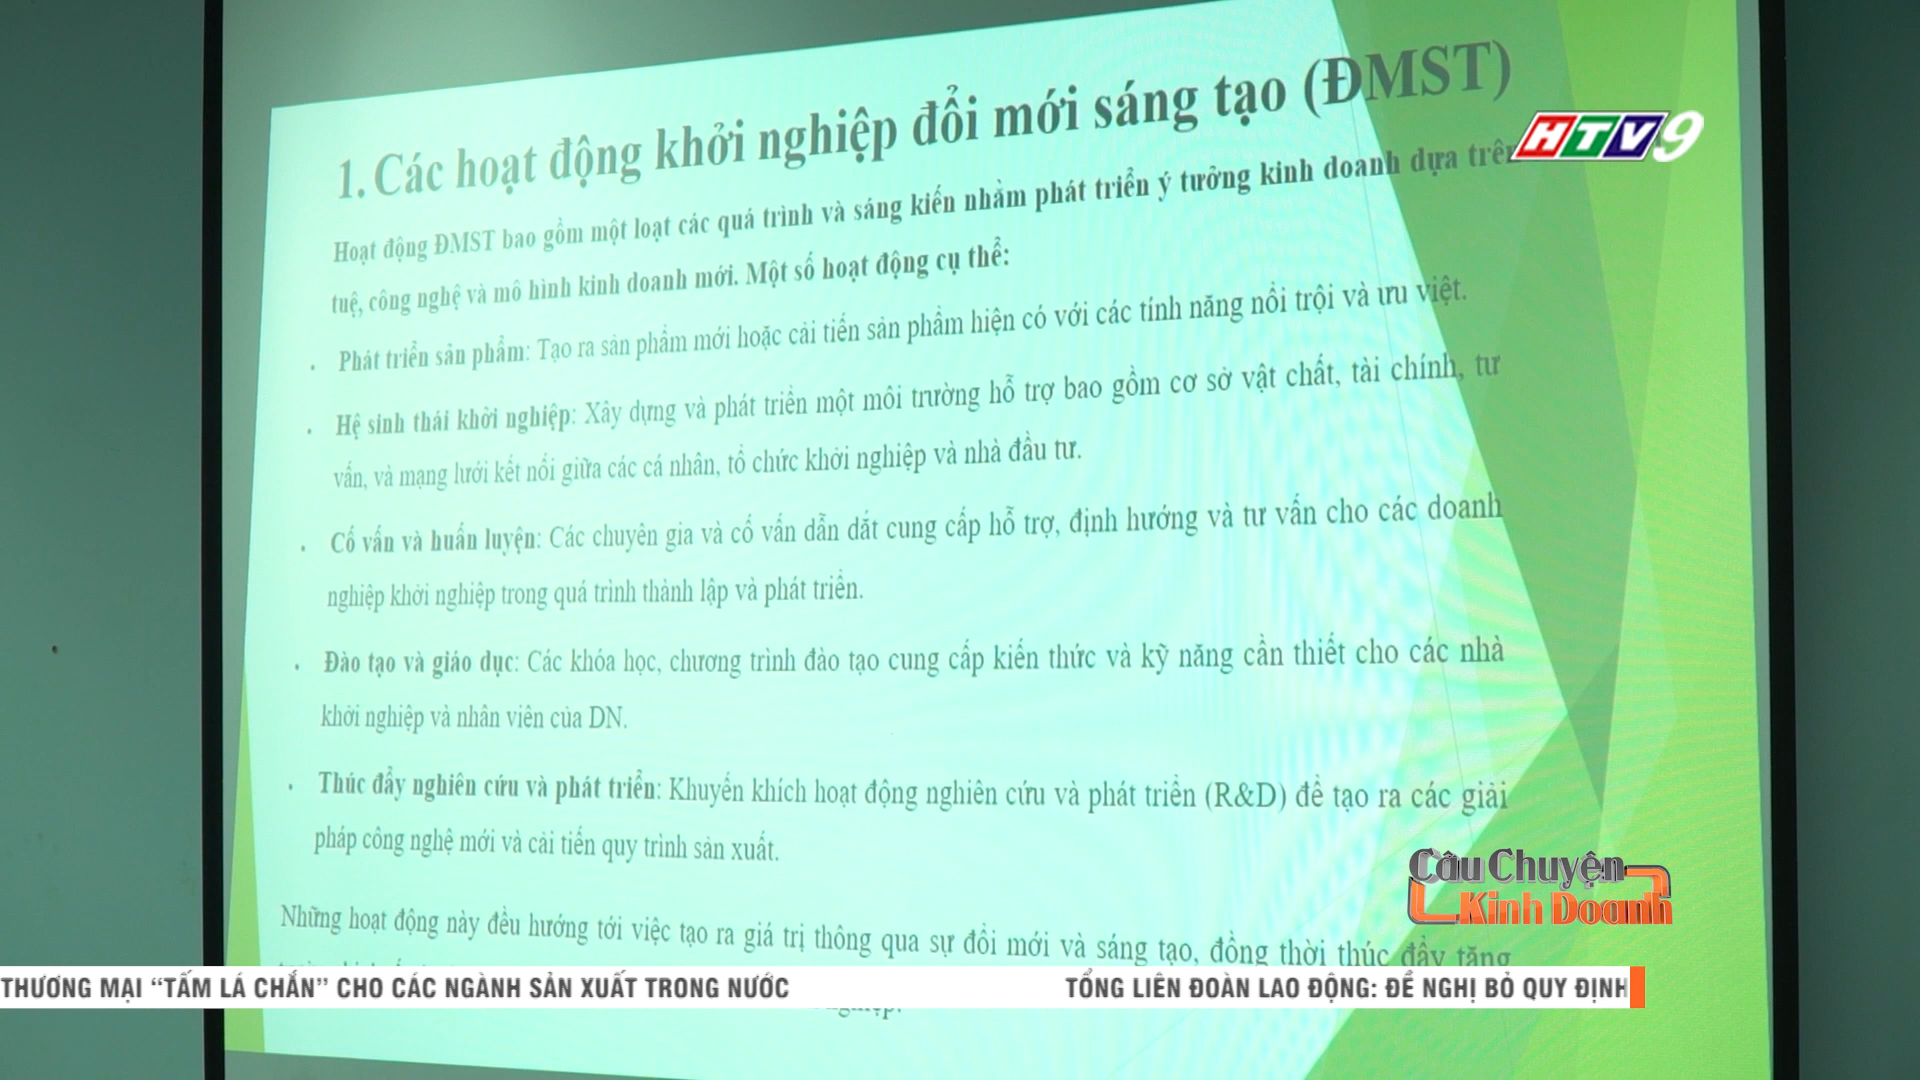 1. Các hoạt động khởi nghiệp đổi mới sáng tạo (ĐMST)
HTV9
Hoạt động ĐMST bao gồm một loạt các quá trình và sáng kiến nhằm phát triển ý tưởng kinh doanh dựa trên
tuệ, công nghệ và mô hình kinh doanh mới. Một số hoạt động cụ thể:
• Phát triển sản phẩm: Tạo ra sản phẩm mới hoặc cải tiến sản phẩm hiện có với các tính năng nổi trội và ưu việt.
• Hệ sinh thái khởi nghiệp: Xây dựng và phát triển một môi trường hỗ trợ bao gồm cơ sở vật chất, tài chính, tư
vấn, và mạng lưới kết nối giữa các cá nhân, tổ chức khởi nghiệp và nhà đầu tư.
• Cố vấn và huấn luyện: Các chuyên gia và cố vấn dẫn dắt cung cấp hỗ trợ, định hướng và tư vấn cho các doanh
nghiệp khởi nghiệp trong quá trình thành lập và phát triển.
• Đào tạo và giáo dục: Các khóa học, chương trình đào tạo cung cấp kiến thức và kỹ năng cần thiết cho các nhà
khởi nghiệp và nhân viên của DN.
• Thúc đẩy nghiên cứu và phát triển: Khuyến khích hoạt động nghiên cứu và phát triển (R&D) để tạo ra các giải
pháp công nghệ mới và cải tiến quy trình sản xuất.
Câu Chuyện
Kinh Doanh
Những hoạt động này đều hướng tới việc tạo ra giá trị thông qua sự đổi mới và sáng tạo, đồng thời thúc đẩy tăng
THƯƠNG MẠI “TẤM LÁ CHẮN” CHO CÁC NGÀNH SẢN XUẤT TRONG NƯỚC
TỔNG LIÊN ĐOÀN LAO ĐỘNG: ĐỀ NGHỊ BỎ QUY ĐỊNH